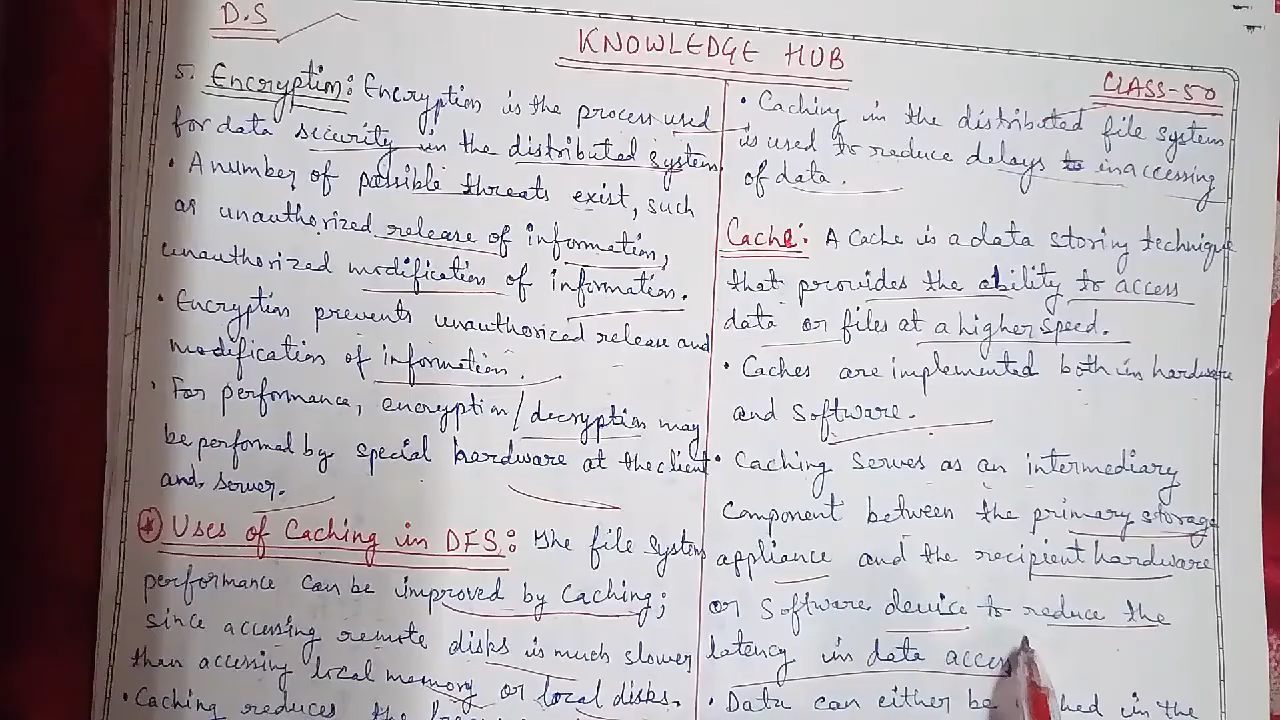 D.S
KNOWLEDGE HUB
CLASS-50
5. Encryption: Encryption is the process used
for data security in the distributed system
• A number of possible threats exist, such
as unauthorized release of information,
unauthorized modification of information.
• Encryption prevents unauthorized release and
modification of information.
• For performance, encryption/decryption may
be performed by special hardware at the client
and server.
* Uses of Caching in DFS: The file system
performance can be improved by caching;
since accessing remote disks is much slower
than accessing local memory or local disks.
• Caching reduces the
• Caching in the distributed file system
is used to reduce delays to in accessing
of data.
Cache: A Cache is a data storing technique
that provides the ability to access
data or files at a higher speed.
• Caches are implemented both in hardware
and software.
• Caching serves as an intermediary
component between the primary storage
appliance and the recipient hardware
or software device to reduce the
latency in data access
• Data can either be in the